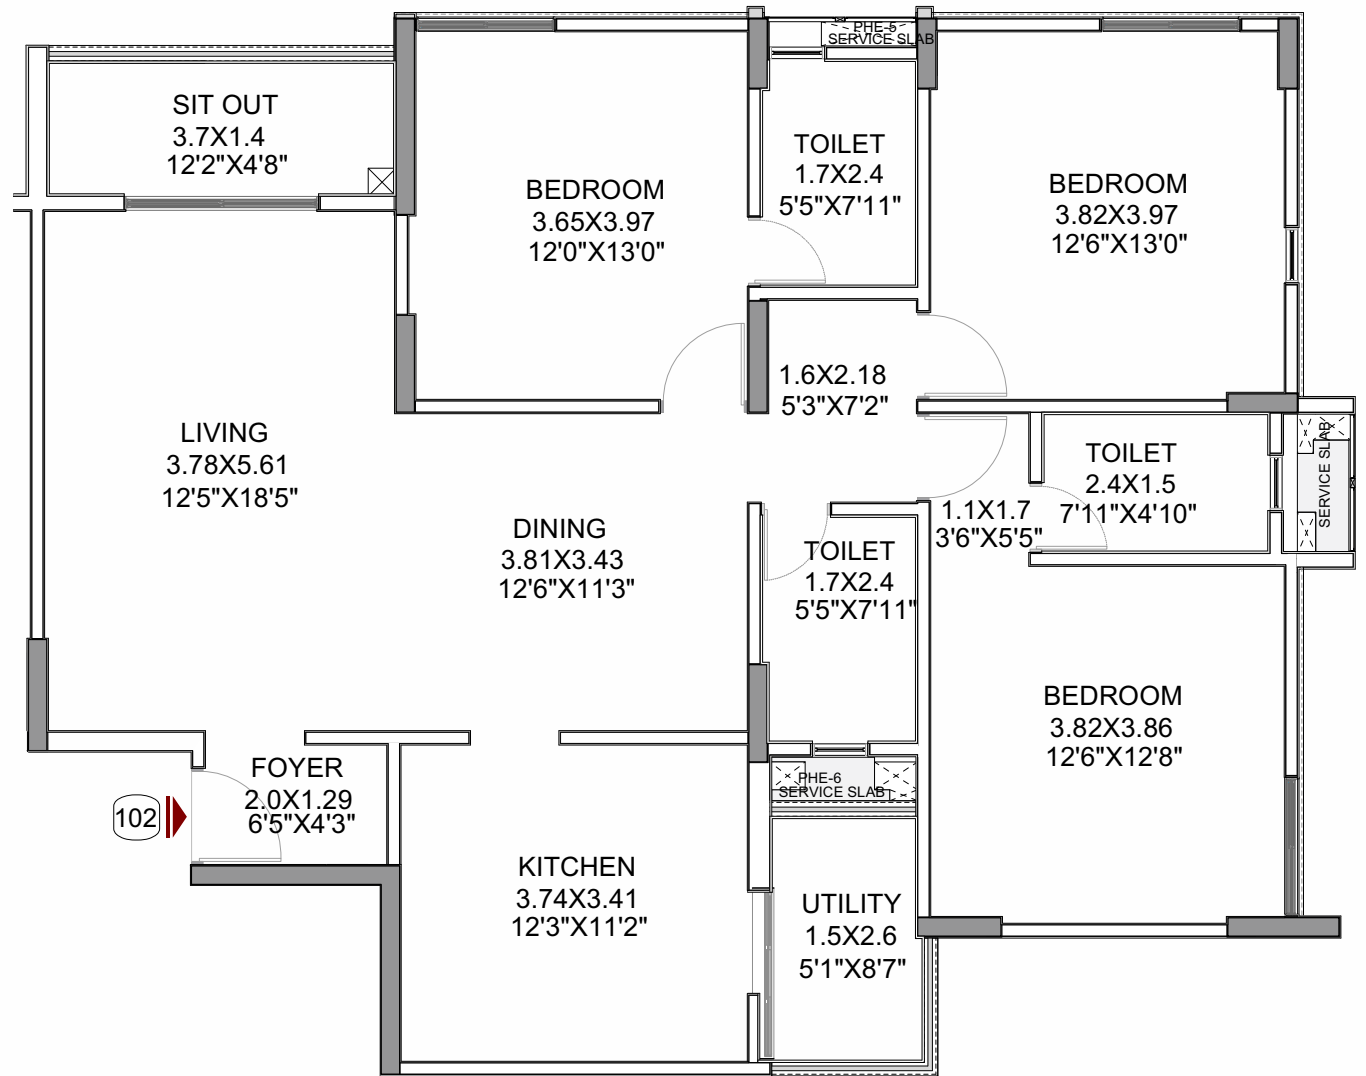 PHE-5
SERVICE SLAB
SIT OUT
3.7X1.4
12'2"X4'8"
TOILET
1.7X2.4
5'5"X7'11"
BEDROOM
3.65X3.97
12'0"X13'0"
BEDROOM
3.82X3.97
12'6"X13'0"
1.6X2.18
5'3"X7'2"
LIVING
3.78X5.61
12'5"X18'5"
TOILET
2.4X1.5
7'11"X4'10"
SERVICE SLAB
1.1X1.7
3'6"X5'5"
DINING
3.81X3.43
12'6"X11'3"
TOILET
1.7X2.4
5'5"X7'11"
BEDROOM
3.82X3.86
12'6"X12'8"
FOYER
2.0X1.29
6'5"X4'3"
102
PHE-6
SERVICE SLAB
KITCHEN
3.74X3.41
12'3"X11'2"
UTILITY
1.5X2.6
5'1"X8'7"